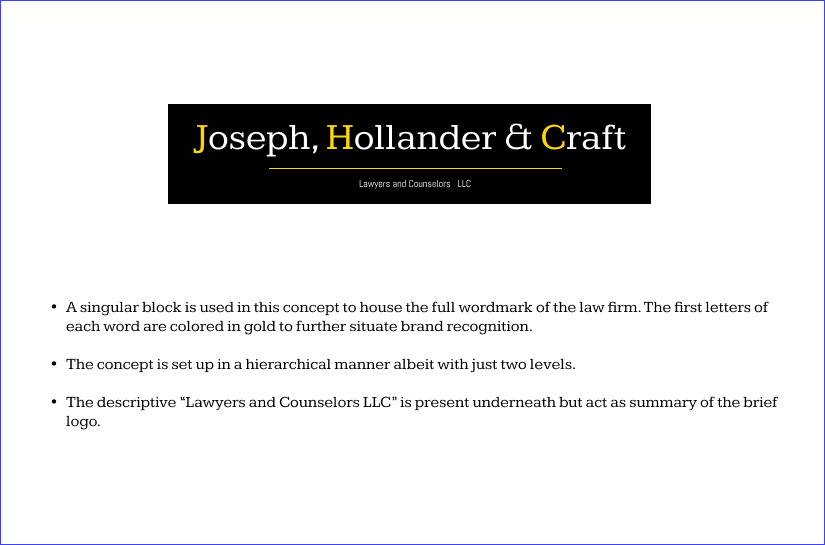 Joseph, Hollander & Craft
Lawyers and Counselors LLC
• A singular block is used in this concept to house the full wordmark of the law firm. The first letters of
each word are colored in gold to further situate brand recognition.
• The concept is set up in a hierarchical manner albeit with just two levels.
• The descriptive “Lawyers and Counselors LLC” is present underneath but act as summary of the brief
logo.